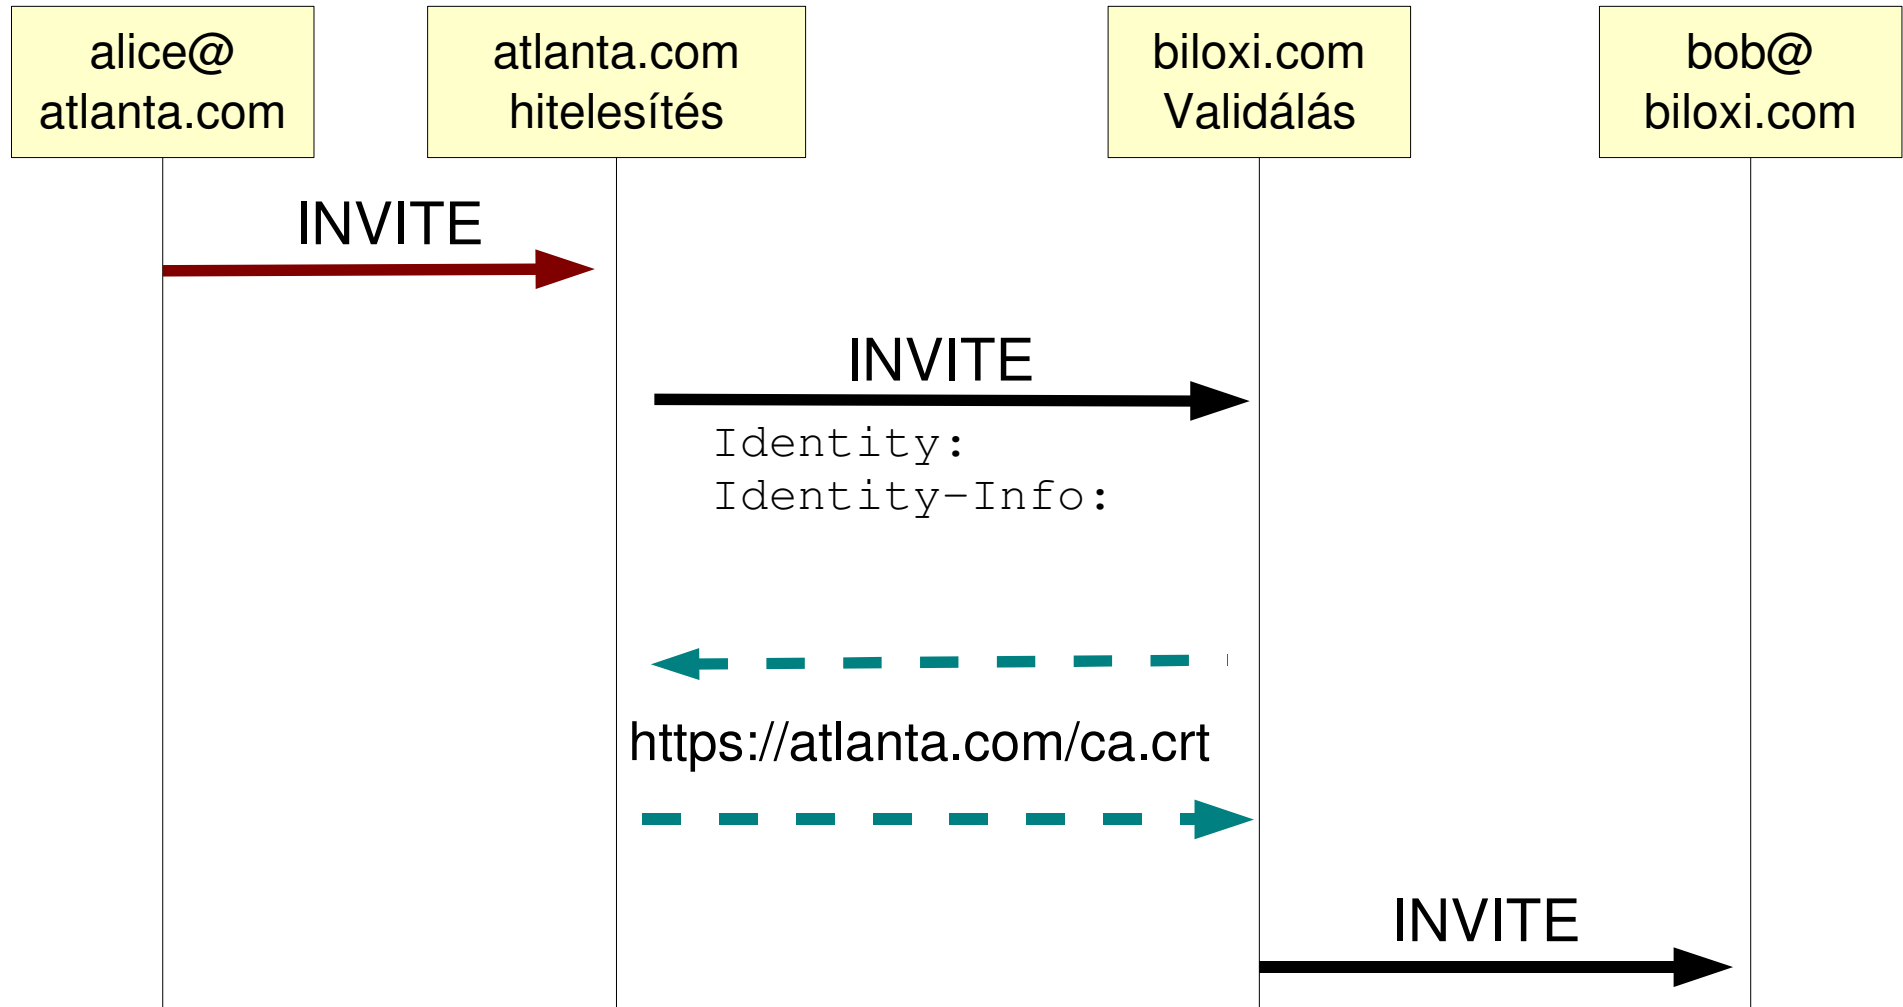 alice@
atlanta.com
atlanta.com
hitelesítés
biloxi.com
Validálás
bob@
biloxi.com
INVITE
INVITE
Identity:
Identity-Info:
https://atlanta.com/ca.crt
INVITE